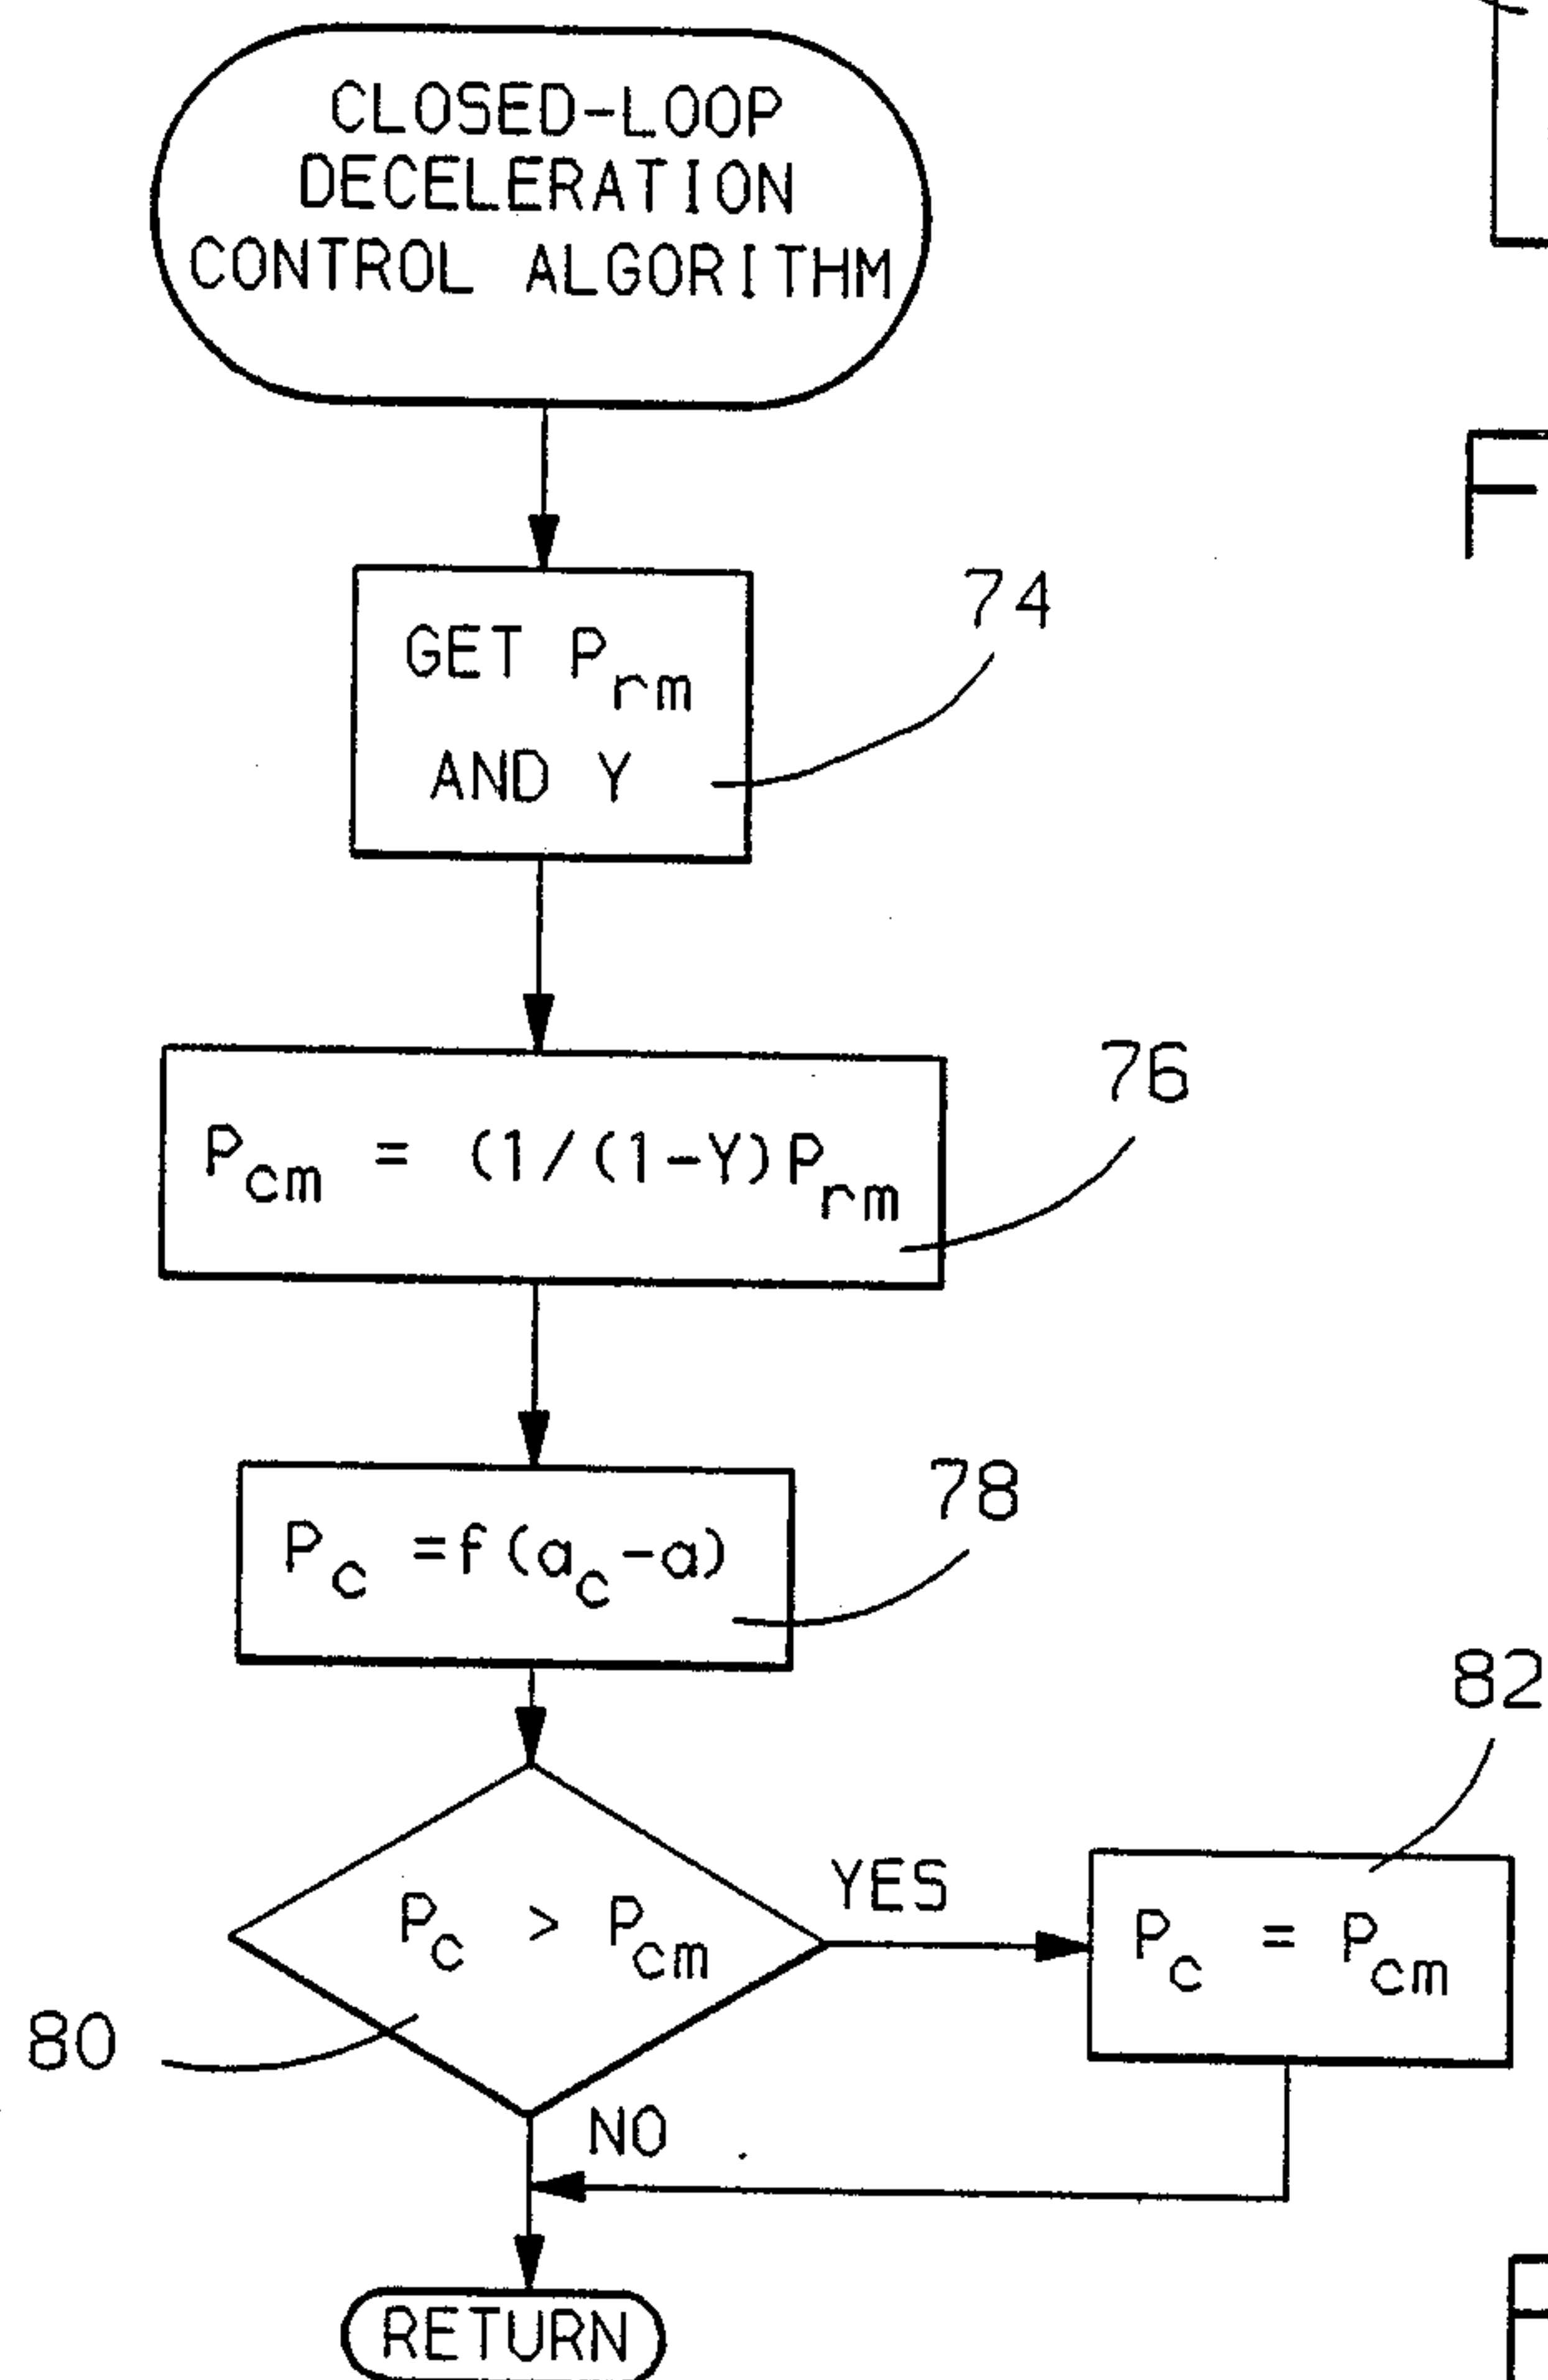 CLOSED-LOOP
DECELERATION
CONTROL ALGORITHM
GET P_rm
AND Y
74
P_cm = (1/(1-Y)P_rm
76
P_c =f(a_c-a)
78
P_c > P_cm
YES
P_c = P_cm
82
80
NO
RETURN
F